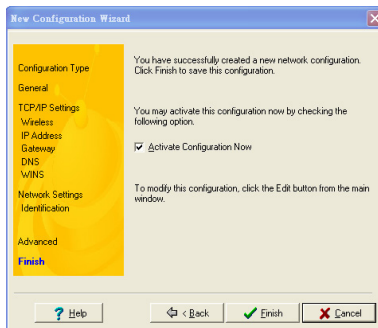 New Configuration Wizard
Configuration Type
General
TCP/IP Settings
Wireless
IP Address
Gateway
DNS
WINS
Network Settings
Identification
Advanced
Finish
You have successfully created a new network configuration.
Click Finish to save this configuration.
You may activate this configuration now by checking the
following option.
Activate Configuration Now
To modify this configuration, click the Edit button from the main
window.
? Help
< Back
Finish
Cancel